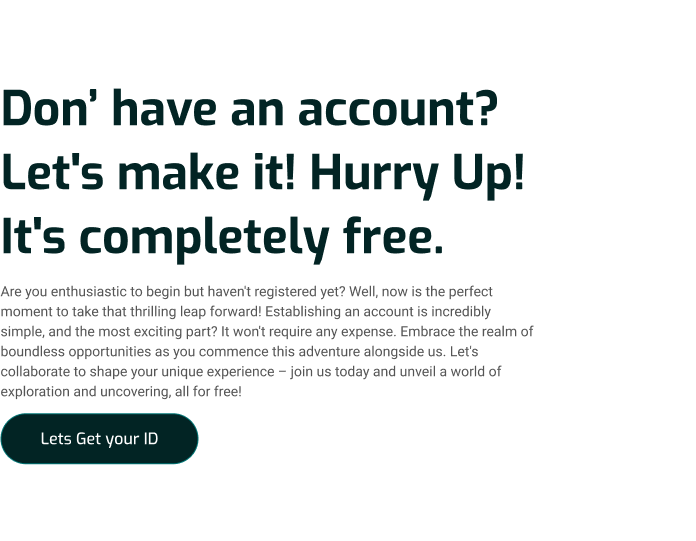 Don’ have an account?
Let's make it! Hurry Up!
It's completely free.
Are you enthusiastic to begin but haven't registered yet? Well, now is the perfect
moment to take that thrilling leap forward! Establishing an account is incredibly
simple, and the most exciting part? It won't require any expense. Embrace the realm of
boundless opportunities as you commence this adventure alongside us. Let's
collaborate to shape your unique experience – join us today and unveil a world of
exploration and uncovering, all for free!
Lets Get your ID